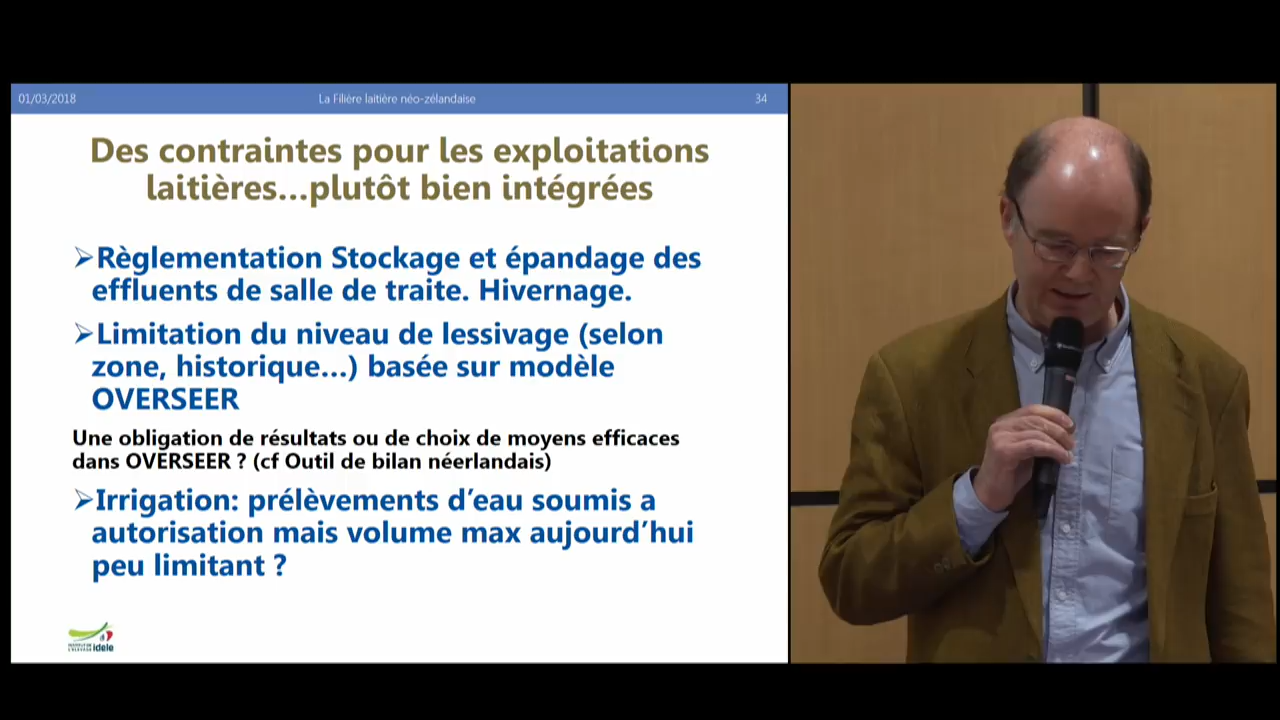 01/03/2018 La Filière laitière néo-zélandaise 34
Des contraintes pour les exploitations
laitières...plutôt bien intégrées
➢Règlementation Stockage et épandage des
effluents de salle de traite. Hivernage.
➢Limitation du niveau de lessivage (selon
zone, historique...) basée sur modèle
OVERSEER
Une obligation de résultats ou de choix de moyens efficaces
dans OVERSEER ? (cf Outil de bilan néerlandais)
➢Irrigation: prélèvements d'eau soumis a
autorisation mais volume max aujourd'hui
peu limitant ?
INSTITUT DE
L'ELEVAGE idele